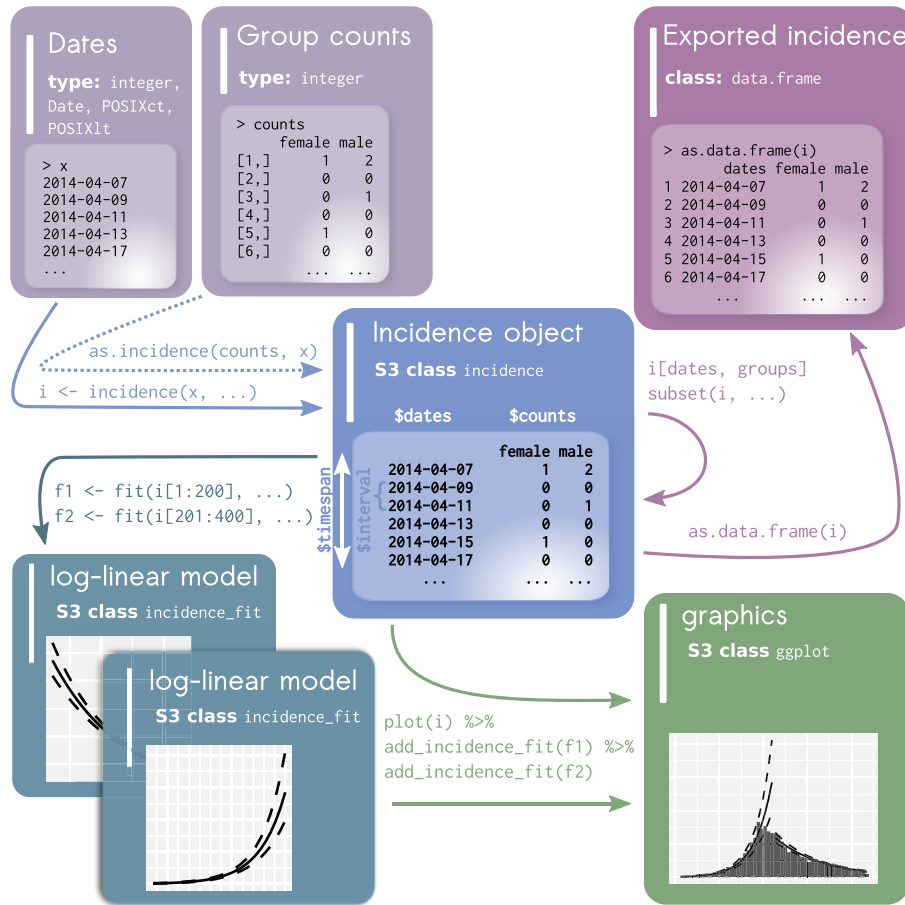 Dates
type: integer,
Date, POSIXct,
POSIXlt
> x
2014-04-07
2014-04-09
2014-04-11
2014-04-13
2014-04-17
...
Group counts
type: integer
> counts
female male
[1,] 1 2
[2,] 0 0
[3,] 0 1
[4,] 0 0
[5,] 1 0
[6,] 0 0
... ...
Exported incidence
class: data.frame
> as.data.frame(i)
dates female male
1 2014-04-07 1 2
2 2014-04-09 0 0
3 2014-04-11 0 1
4 2014-04-13 0 0
5 2014-04-15 1 0
6 2014-04-17 0 0
... ... ...
as.incidence(counts, x)
i <- incidence(x, ...)
Incidence object
S3 class incidence
$dates $counts
female male
2014-04-07 1 2
2014-04-09 0 0
2014-04-11 0 1
2014-04-13 0 0
2014-04-15 1 0
2014-04-17 0 0
... ... ...
$timespan
$interval
i[dates, groups]
subset(i, ...)
as.data.frame(i)
f1 <- fit(i[1:200], ...)
f2 <- fit(i[201:400], ...)
log-linear model
S3 class incidence_fit
log-linear model
S3 class incidence_fit
plot(i) %>%
add_incidence_fit(f1) %>%
add_incidence_fit(f2)
graphics
S3 class ggplot